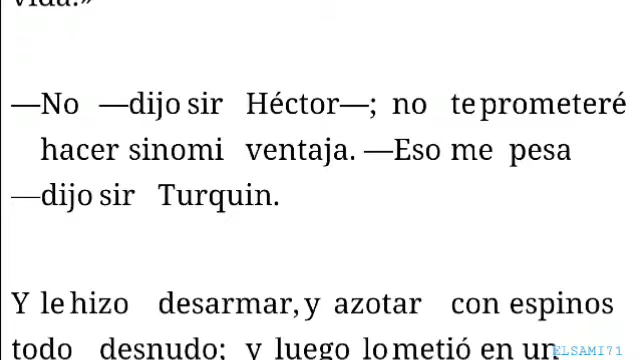 vida.»
—No —dijo sir Héctor—; no te prometeré
hacer sino mi ventaja. —Eso me pesa
—dijo sir Turquin.
Y le hizo desarmar, y azotar con espinos
todo desnudo; y luego lo metió en un
ELSAMI71